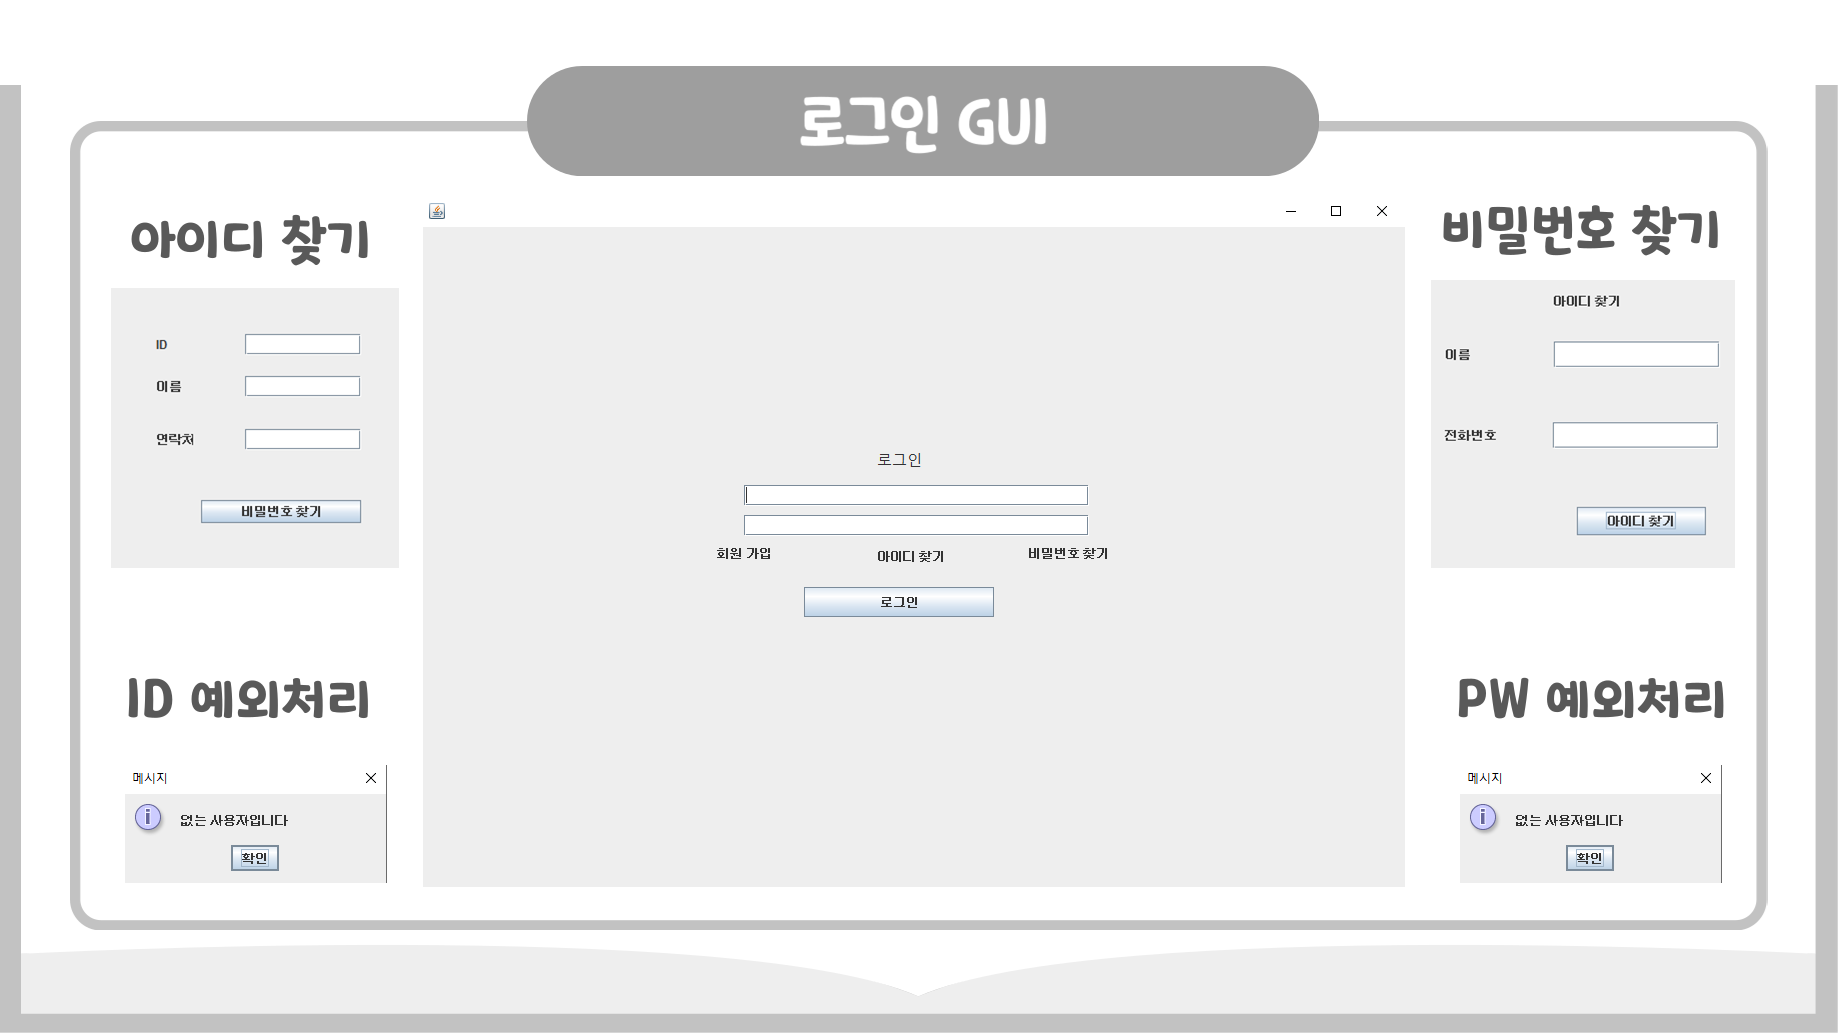 로그인 GUI
아이디 찾기
ID
이름
연락처
비밀번호 찾기
로그인
회원 가입
아이디 찾기
비밀번호 찾기
로그인
비밀번호 찾기
아이디 찾기
이름
전화번호
아이디 찾기
ID 예외처리
메시지
없는 사용자입니다
확인
PW 예외처리
메시지
없는 사용자입니다
확인